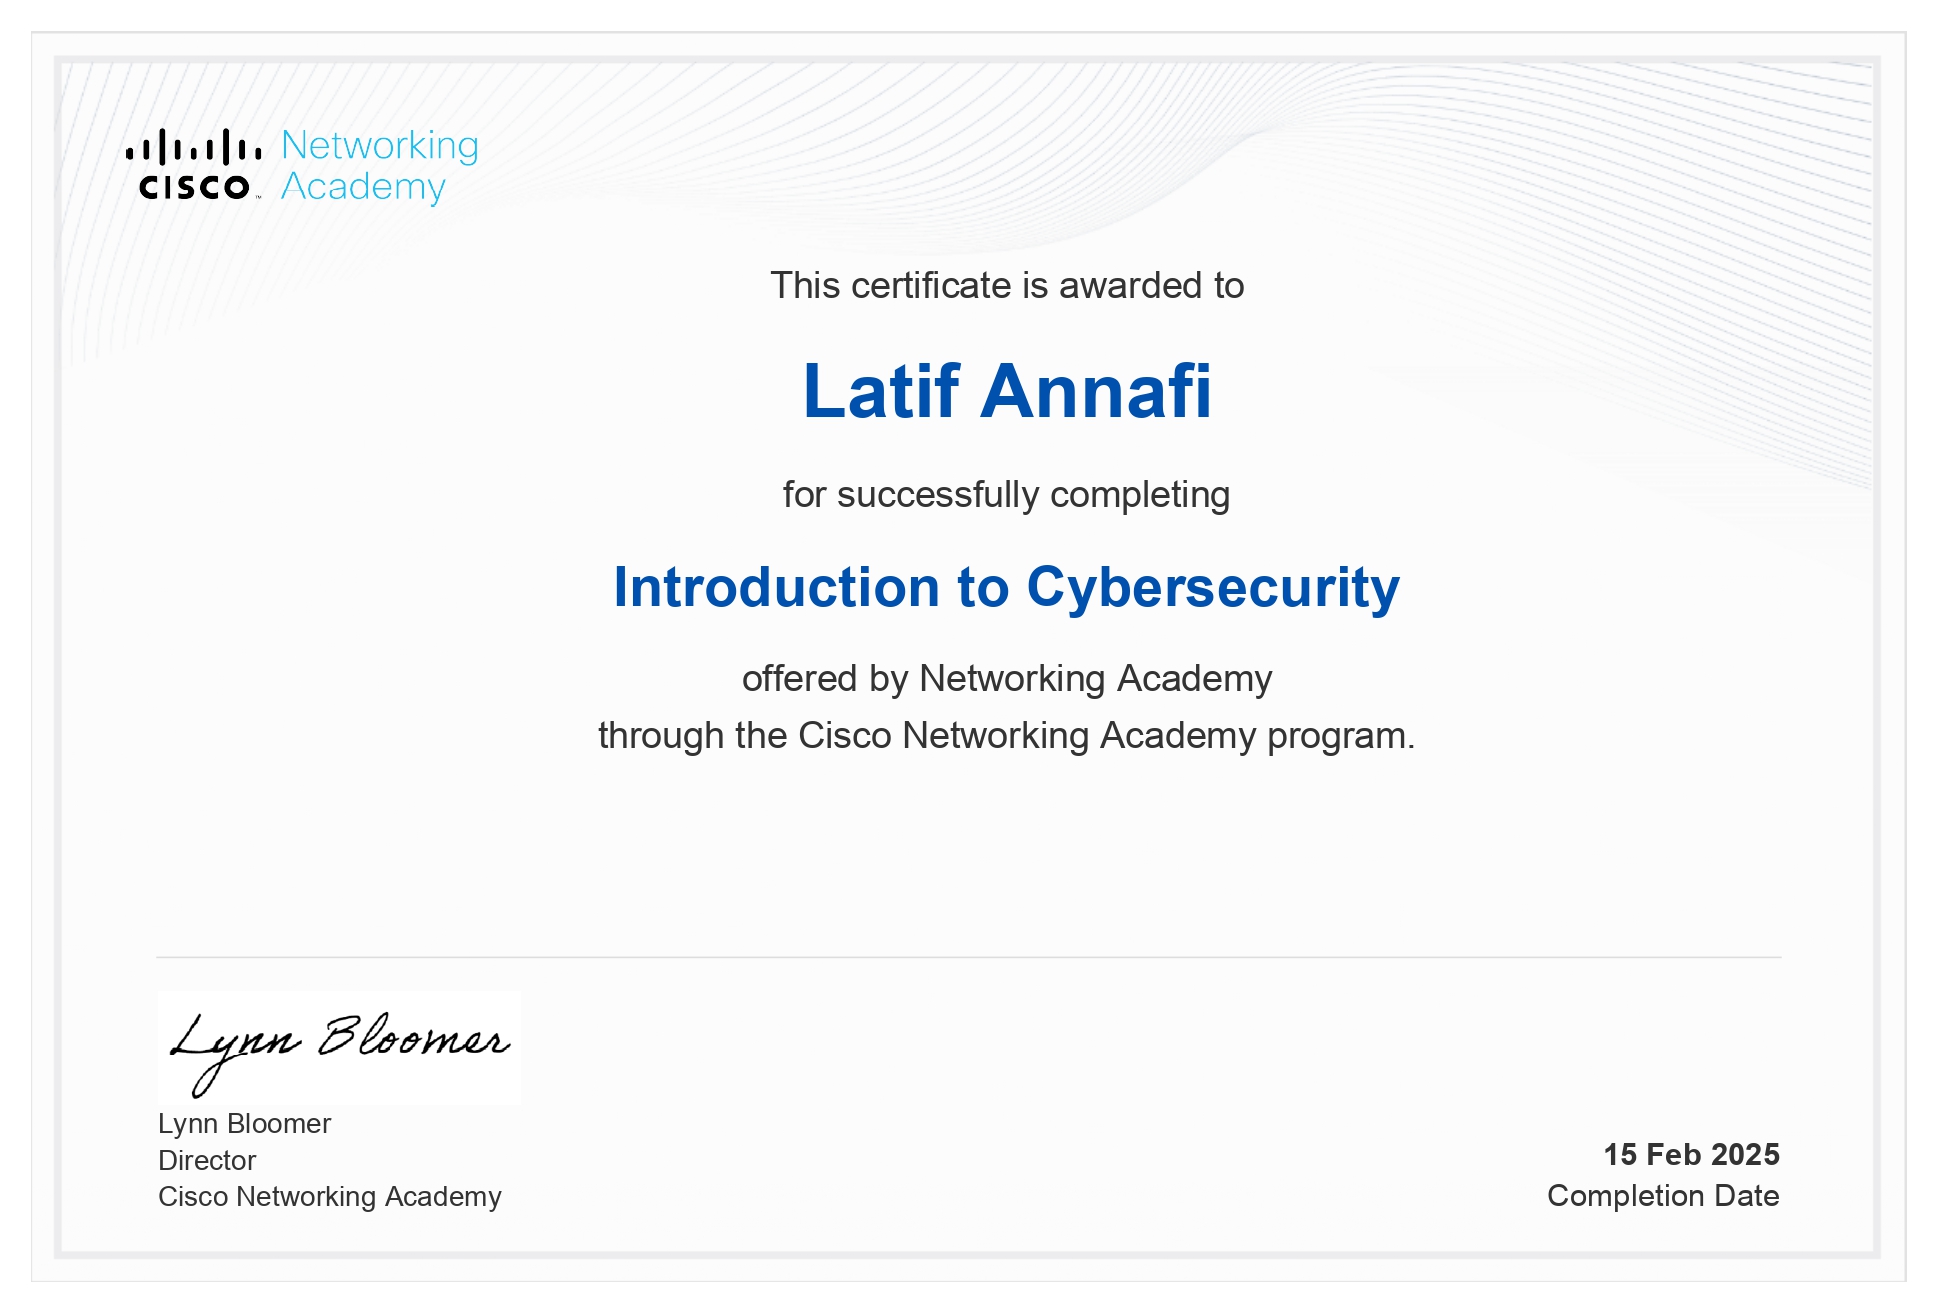 Networking
CISCO™ Academy
This certificate is awarded to
Latif Annafi
for successfully completing
Introduction to Cybersecurity
offered by Networking Academy
through the Cisco Networking Academy program.
Lynn Bloomer
Lynn Bloomer
Director
Cisco Networking Academy
15 Feb 2025
Completion Date